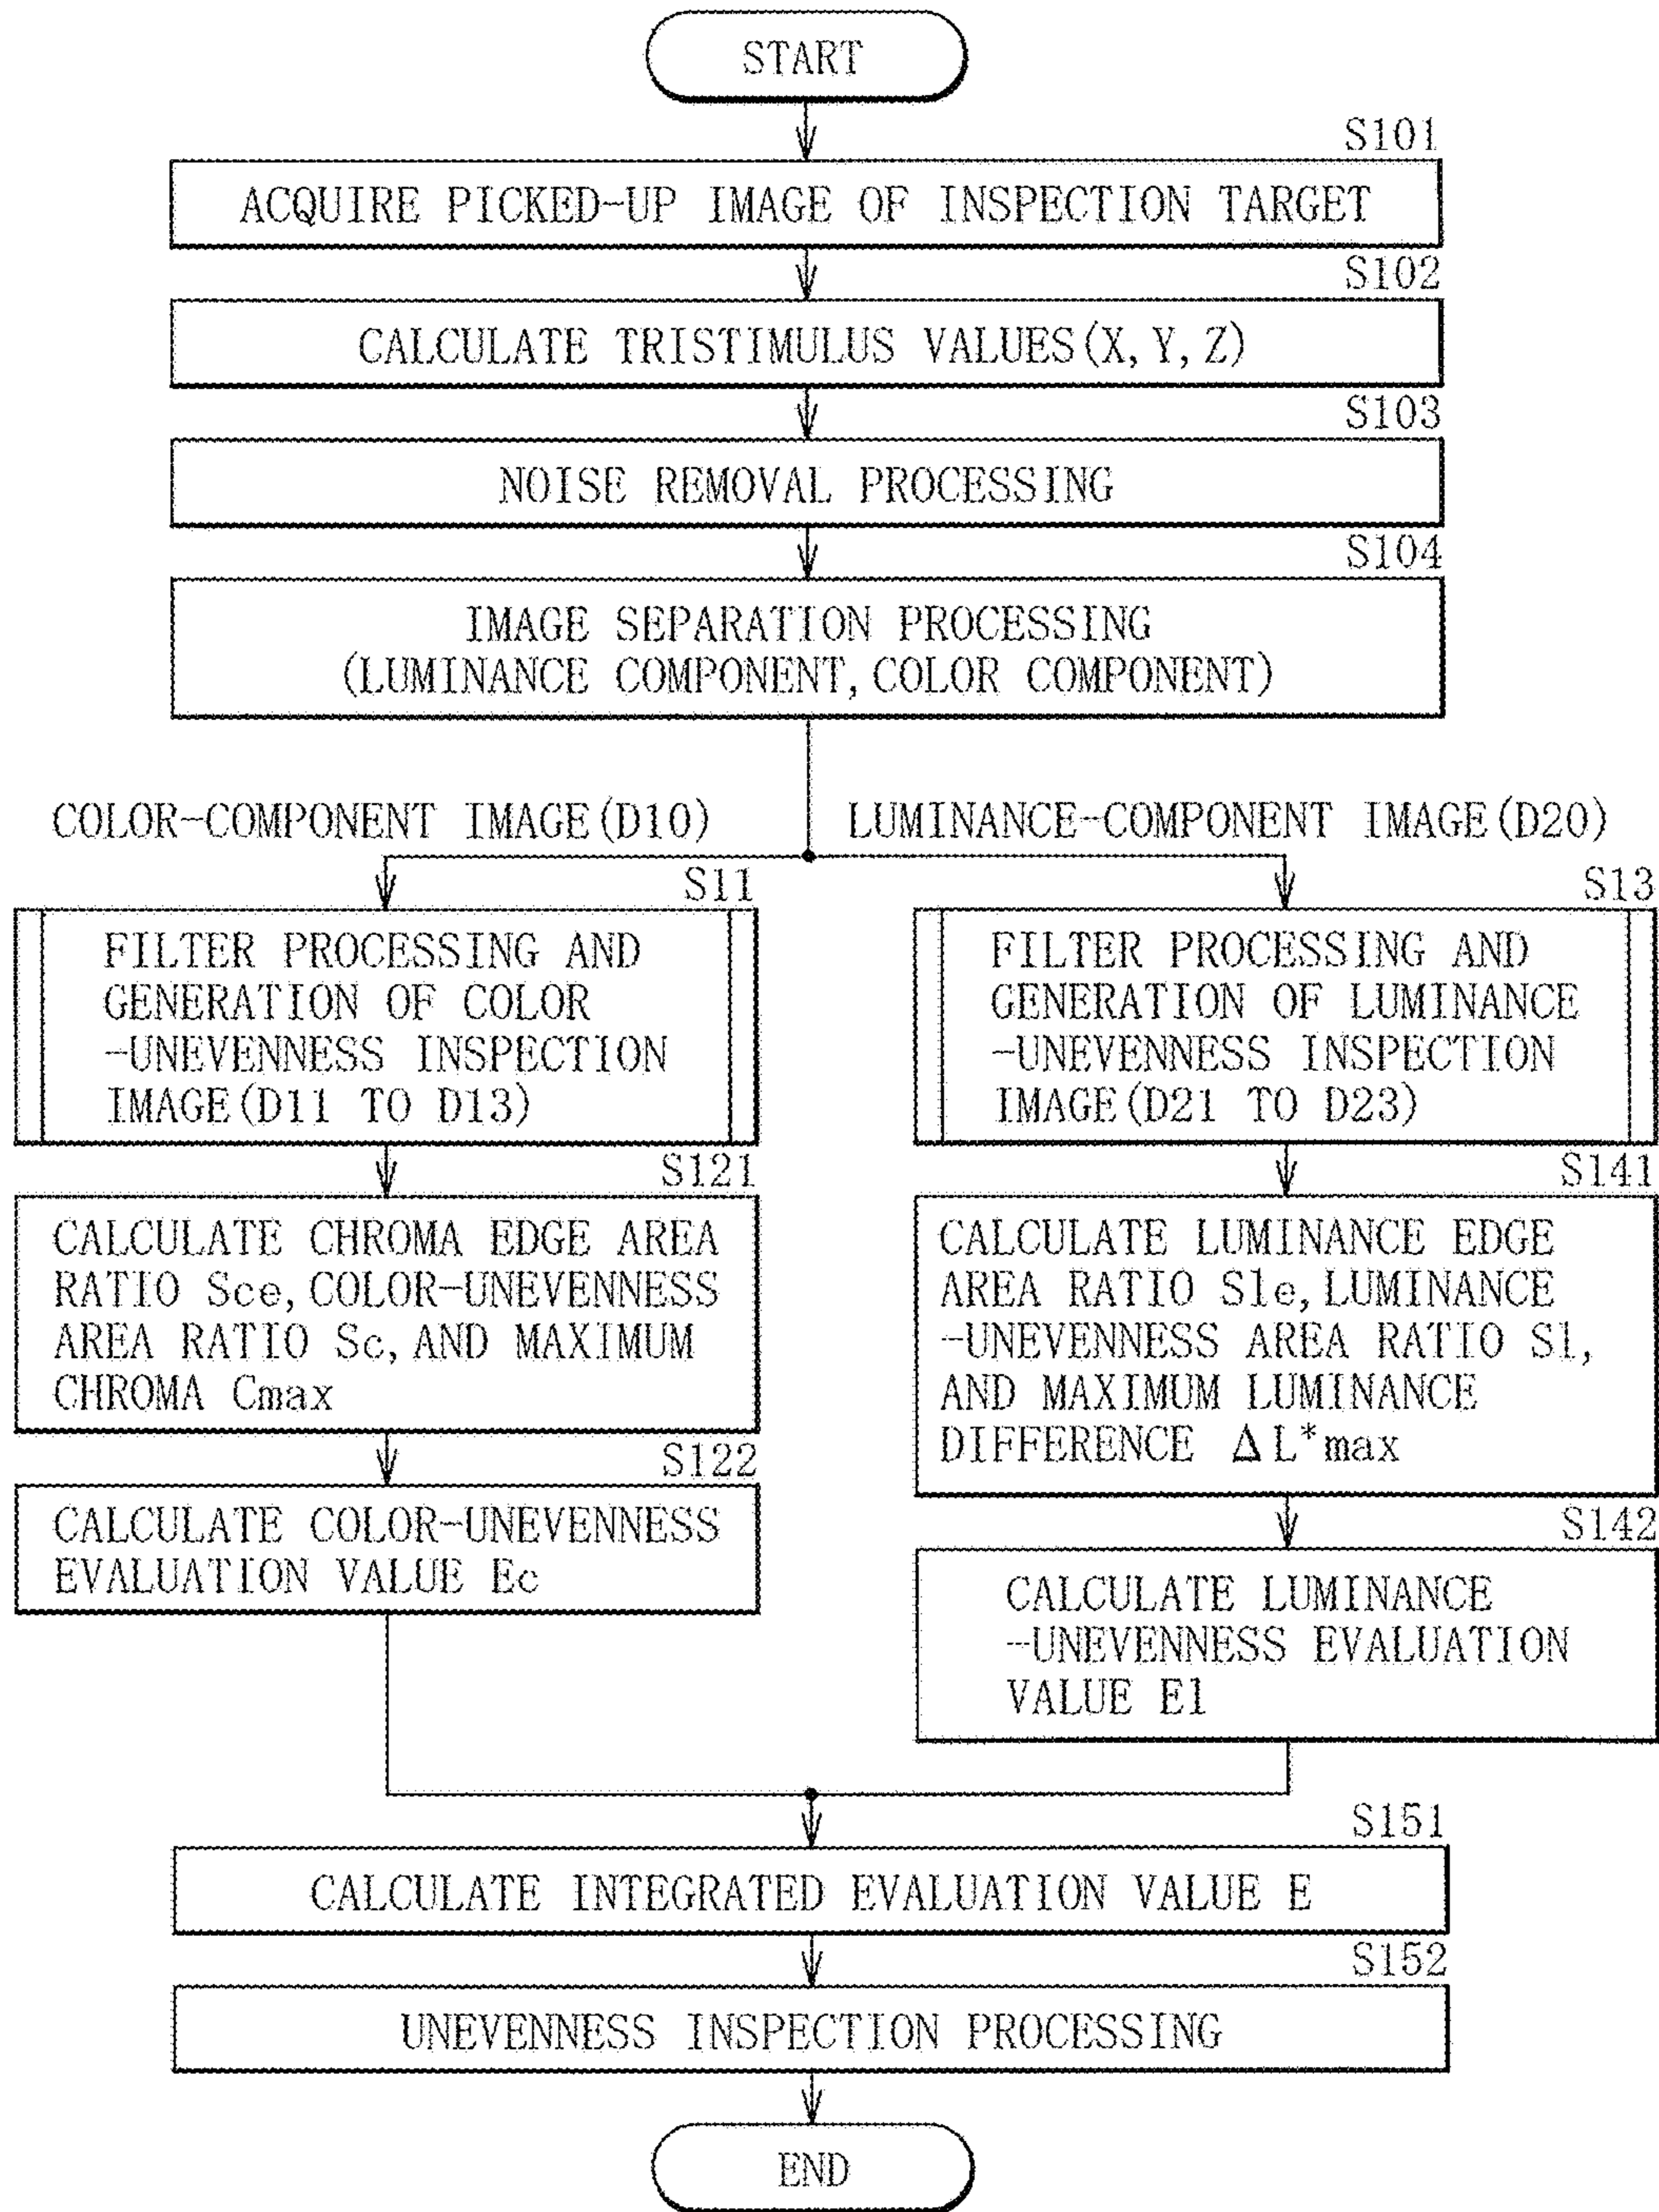 START
S101
ACQUIRE PICKED-UP IMAGE OF INSPECTION TARGET
S102
CALCULATE TRISTIMULUS VALUES(X, Y, Z)
S103
NOISE REMOVAL PROCESSING
S104
IMAGE SEPARATION PROCESSING
(LUMINANCE COMPONENT, COLOR COMPONENT)
COLOR-COMPONENT IMAGE(D10)
LUMINANCE-COMPONENT IMAGE(D20)
S11
FILTER PROCESSING AND
GENERATION OF COLOR
-UNEVENNESS INSPECTION
IMAGE(D11 TO D13)
S121
CALCULATE CHROMA EDGE AREA
RATIO Sce, COLOR-UNEVENNESS
AREA RATIO Sc, AND MAXIMUM
CHROMA Cmax
S122
CALCULATE COLOR-UNEVENNESS
EVALUATION VALUE Ec
S13
FILTER PROCESSING AND
GENERATION OF LUMINANCE
-UNEVENNESS INSPECTION
IMAGE(D21 TO D23)
S141
CALCULATE LUMINANCE EDGE
AREA RATIO Sle, LUMINANCE
-UNEVENNESS AREA RATIO Sl,
AND MAXIMUM LUMINANCE
DIFFERENCE ΔL*max
S142
CALCULATE LUMINANCE
-UNEVENNESS EVALUATION
VALUE El
S151
CALCULATE INTEGRATED EVALUATION VALUE E
S152
UNEVENNESS INSPECTION PROCESSING
END